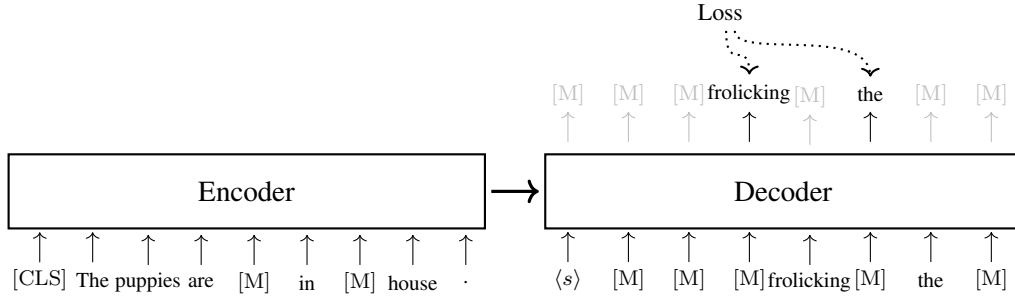 Loss
[M] [M] [M] frolicking [M] the [M] [M]
Encoder Decoder
[CLS] The puppies are [M] in [M] house . ⟨s⟩ [M] [M] [M] frolicking [M] the [M]